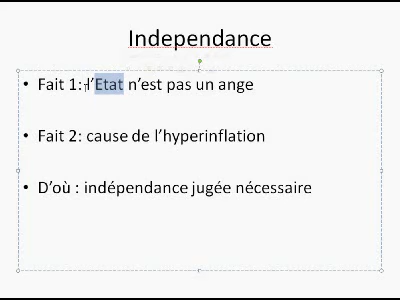 Independance
• Fait 1: l'Etat n'est pas un ange
• Fait 2: cause de l'hyperinflation
• D'où : indépendance jugée nécessaire